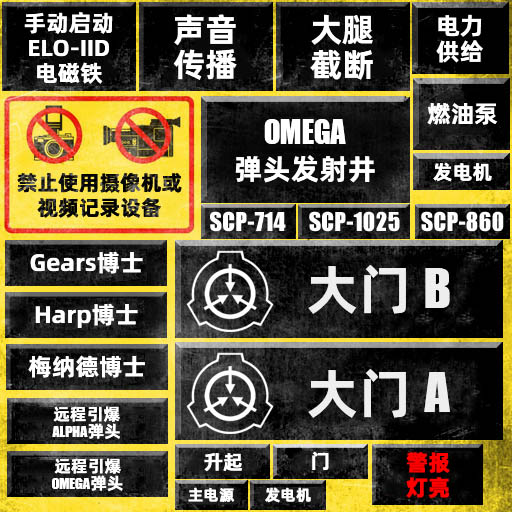 手动启动
ELO-IID
电磁铁
声音
传播
大腿
截断
电力
供给
燃油泵
发电机
禁止使用摄像机或
视频记录设备
OMEGA
弹头发射井
SCP-714
SCP-1025
SCP-860
Gears博士
Harp博士
梅纳德博士
远程引爆
ALPHA弹头
远程引爆
OMEGA弹头
大门 B
大门 A
升起
门
主电源
发电机
警报
灯亮